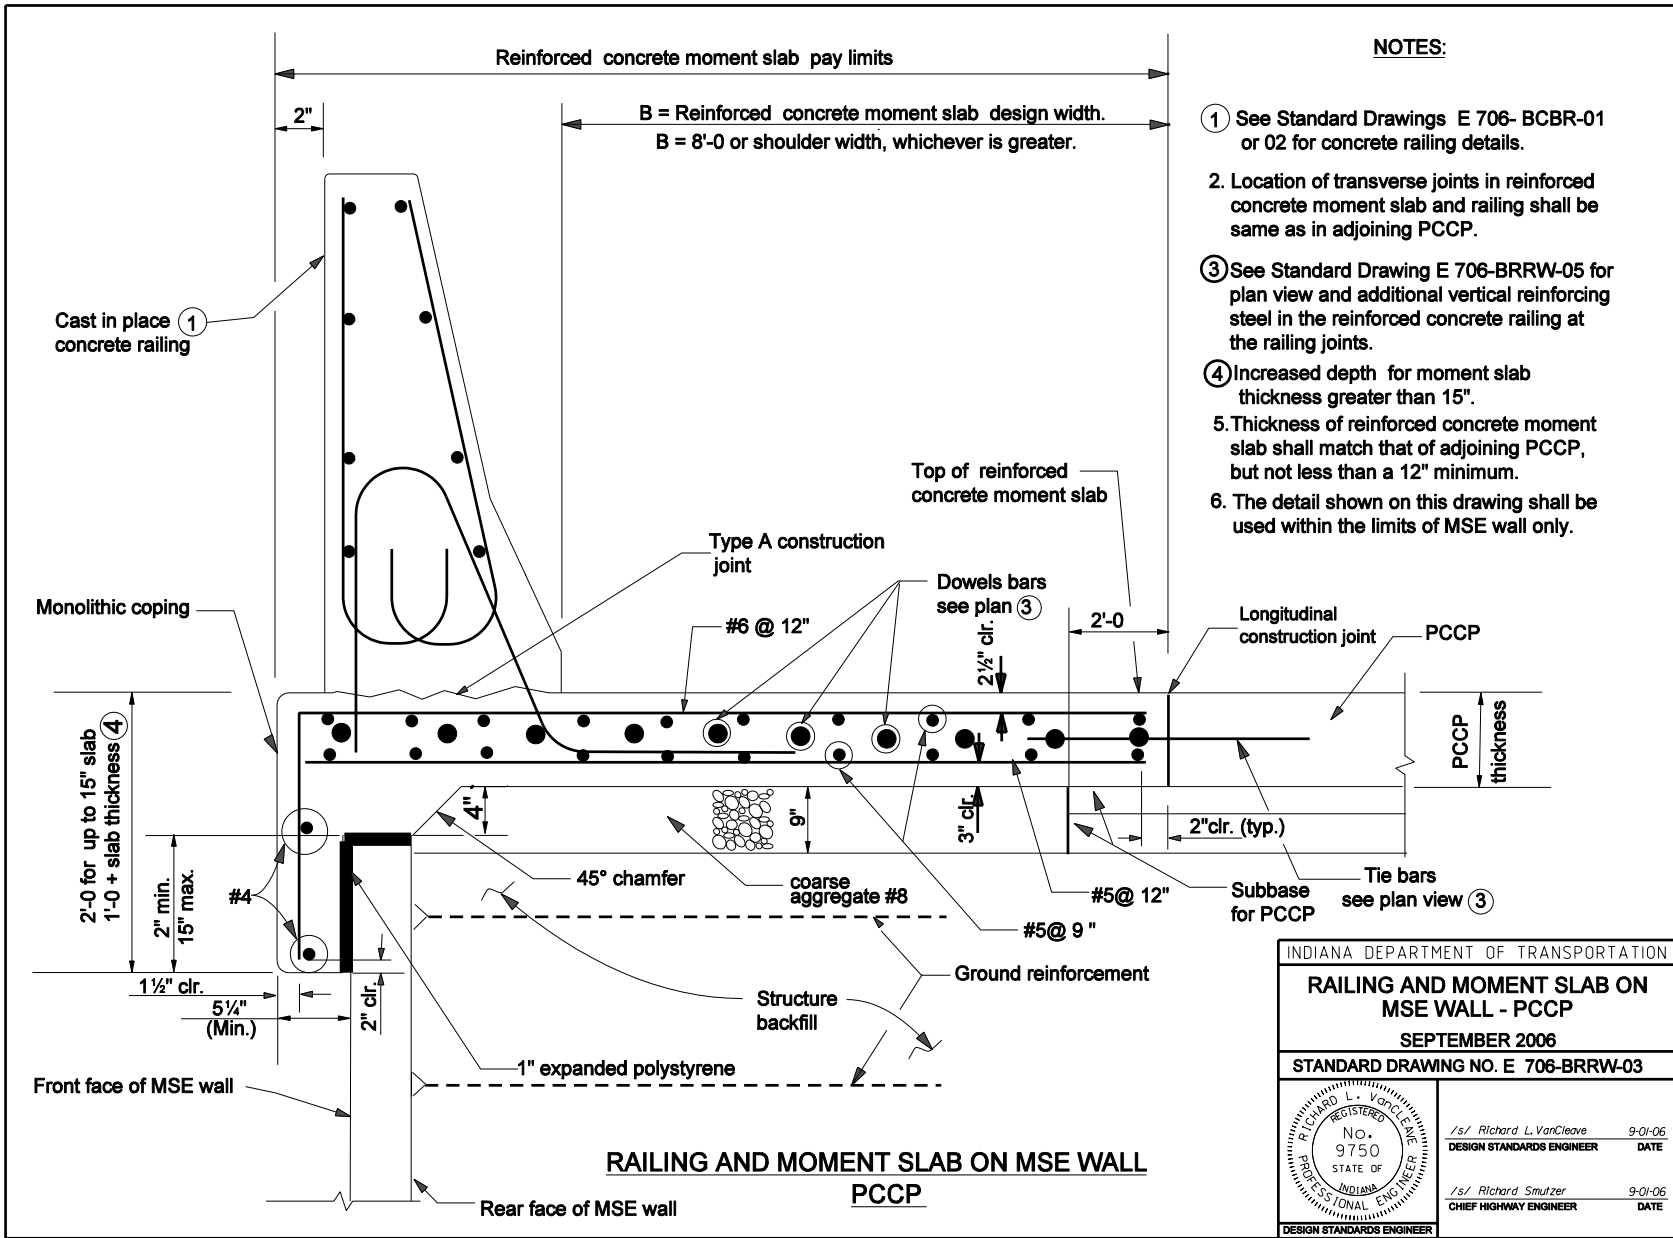 Reinforced concrete moment slab pay limits
2"
B = Reinforced concrete moment slab design width.
B = 8'-0 or shoulder width, whichever is greater.
NOTES:
1 See Standard Drawings E 706- BCBR-01
or 02 for concrete railing details.
2. Location of transverse joints in reinforced
concrete moment slab and railing shall be
same as in adjoining PCCP.
3 See Standard Drawing E 706-BRRW-05 for
plan view and additional vertical reinforcing
steel in the reinforced concrete railing at
the railing joints.
4 Increased depth for moment slab
thickness greater than 15".
5. Thickness of reinforced concrete moment
slab shall match that of adjoining PCCP,
but not less than a 12" minimum.
6. The detail shown on this drawing shall be
used within the limits of MSE wall only.
Cast in place 1
concrete railing
Top of reinforced
concrete moment slab
Type A construction
joint
Dowels bars
see plan 3
Monolithic coping
#6 @ 12"
2½" clr.
2'-0
Longitudinal
construction joint
PCCP
2'-0 for up to 15" slab
1'-0 + slab thickness 4
PCCP
thickness
4"
9"
3" clr.
2"clr. (typ.)
2" min.
15" max.
#4
45° chamfer
coarse
aggregate #8
#5@ 12"
Subbase
for PCCP
Tie bars
see plan view 3
#5@ 9 "
Ground reinforcement
1½" clr.
5¼"
(Min.)
2" clr.
Structure
backfill
1" expanded polystyrene
Front face of MSE wall
Rear face of MSE wall
RAILING AND MOMENT SLAB ON MSE WALL
PCCP
INDIANA DEPARTMENT OF TRANSPORTATION
RAILING AND MOMENT SLAB ON
MSE WALL - PCCP
SEPTEMBER 2006
STANDARD DRAWING NO. E 706-BRRW-03
RICHARD L. VanCLEAVE
REGISTERED
No.
9750
STATE OF
INDIANA
PROFESSIONAL ENGINEER
DESIGN STANDARDS ENGINEER
/s/ Richard L. VanCleave 9-01-06
DESIGN STANDARDS ENGINEER DATE
/s/ Richard Smutzer 9-01-06
CHIEF HIGHWAY ENGINEER DATE